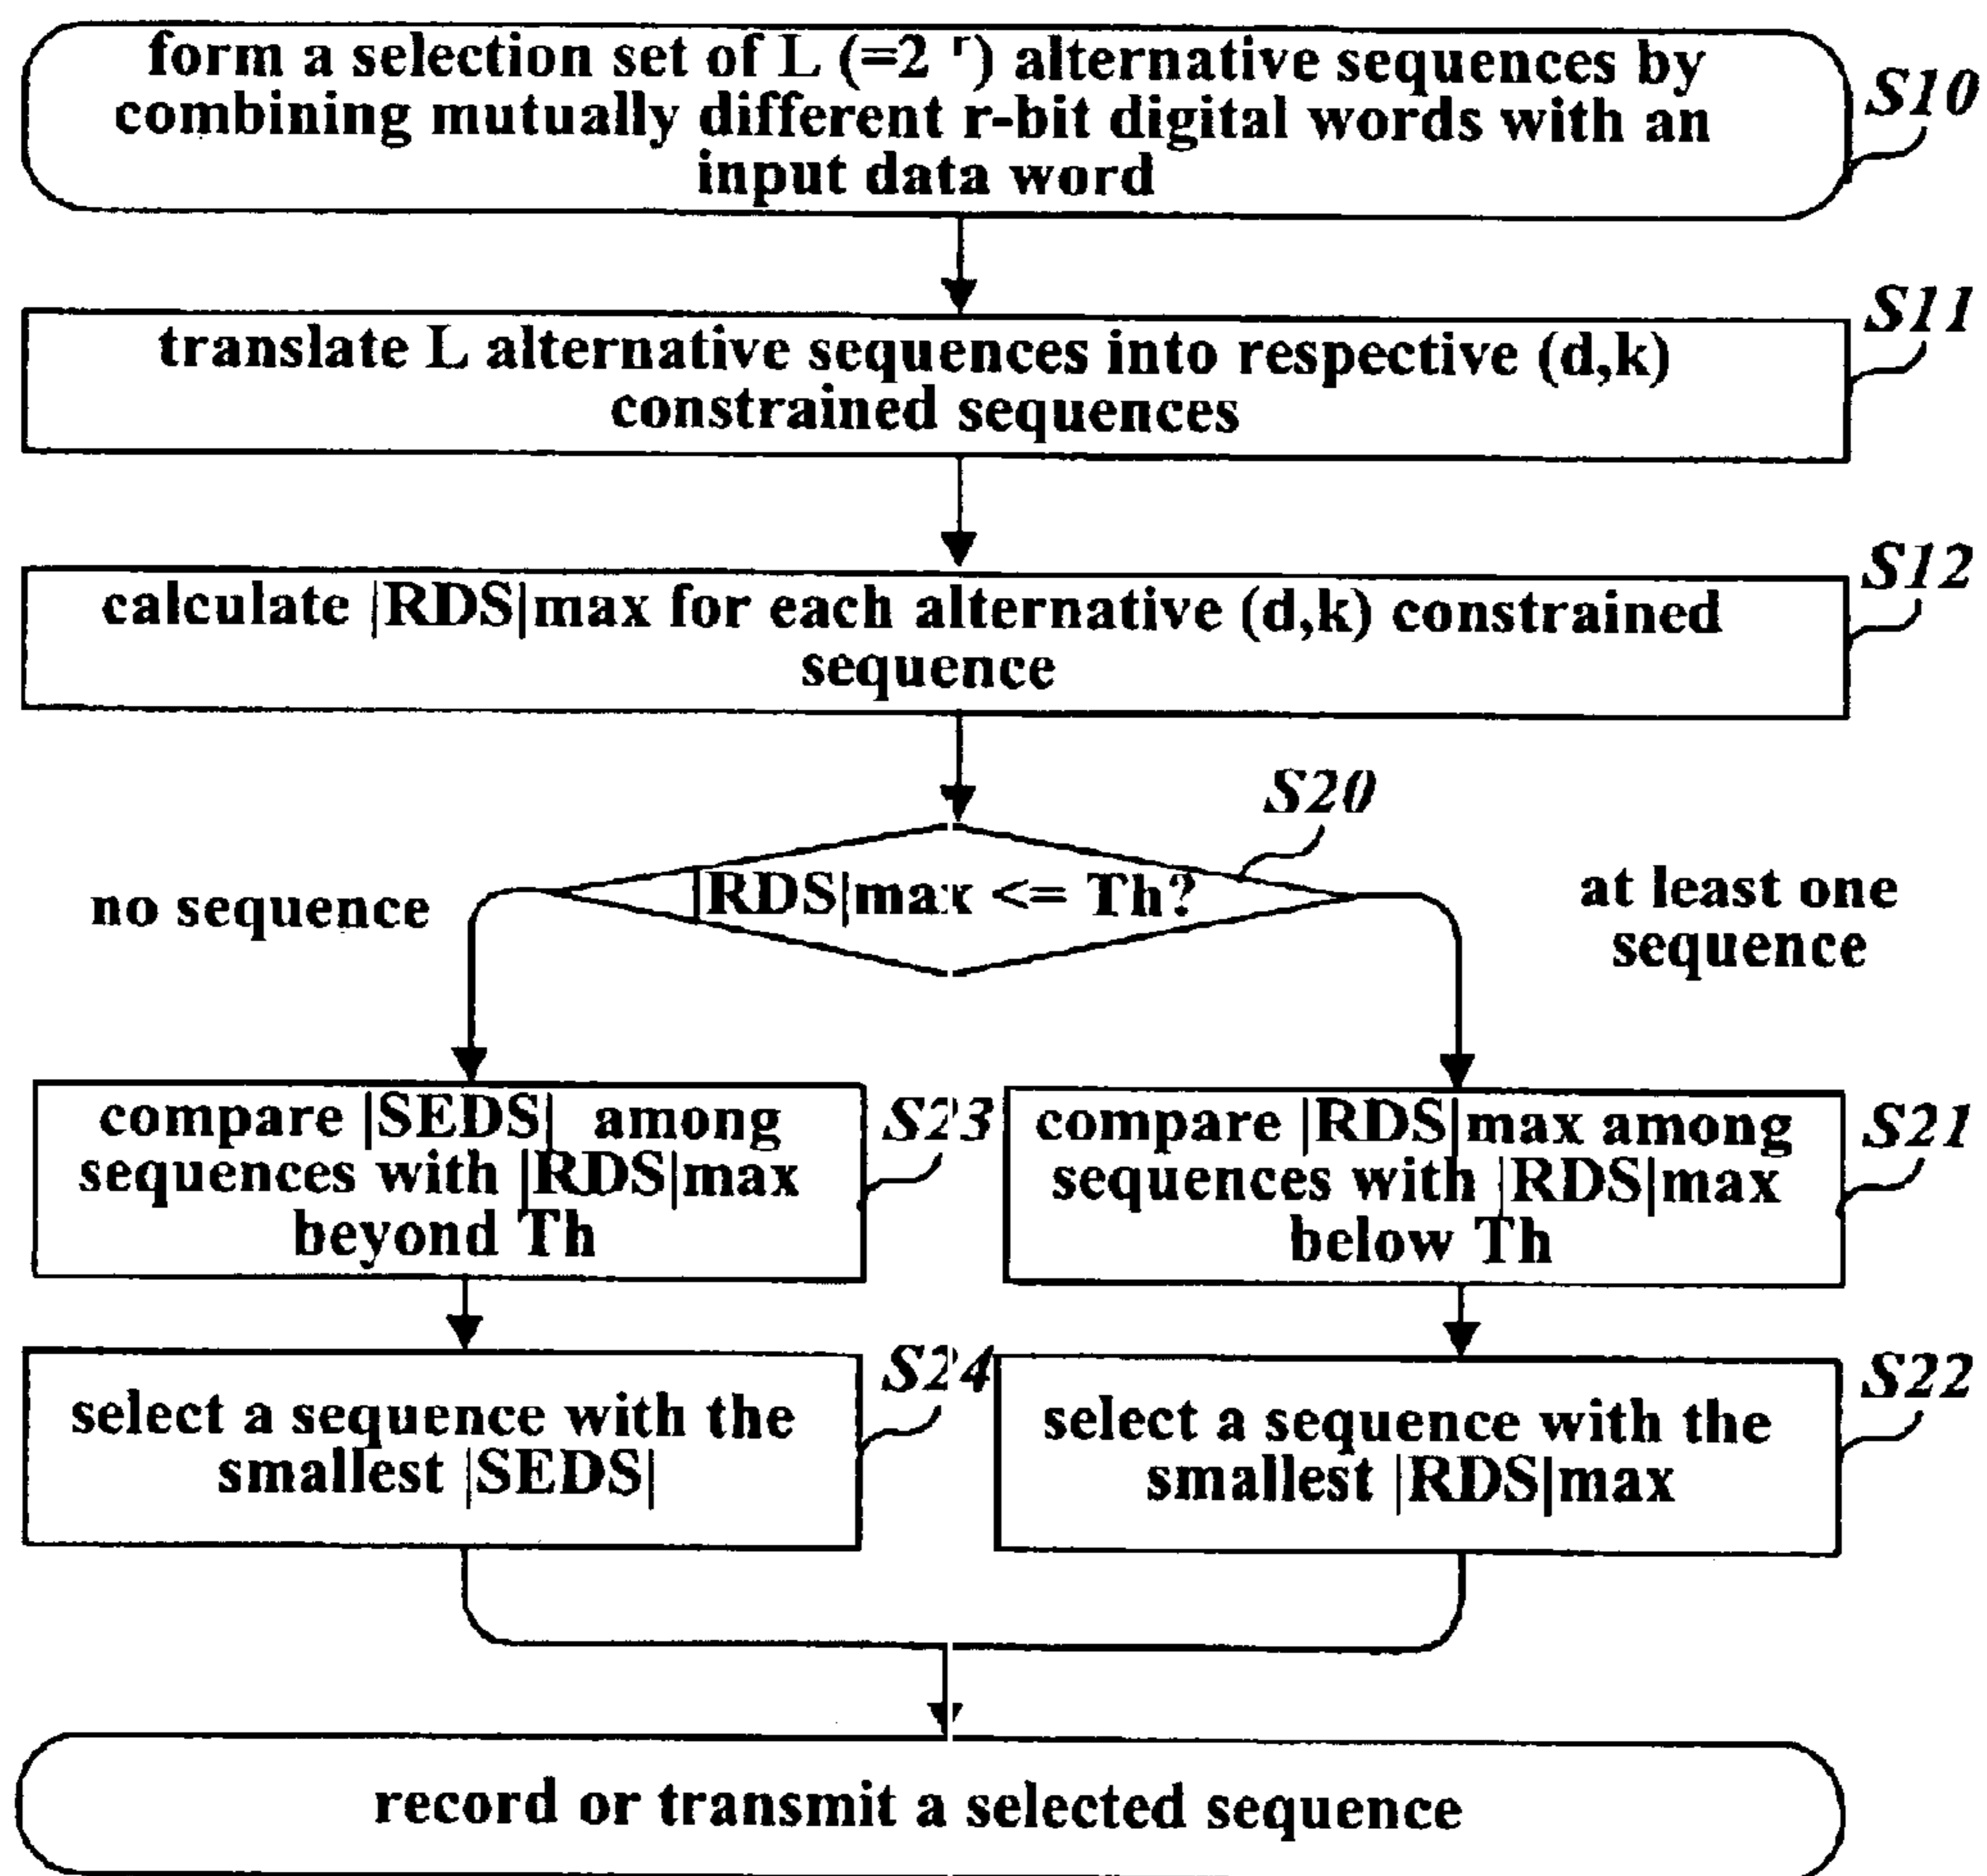 form a selection set of L (=2 r) alternative sequences by
combining mutually different r-bit digital words with an
input data word
S10
translate L alternative sequences into respective (d,k)
constrained sequences
S11
calculate |RDS|max for each alternative (d,k) constrained
sequence
S12
|RDS|max <= Th?
S20
no sequence
at least one
sequence
compare |SEDS| among
sequences with |RDS|max
beyond Th
S23
compare |RDS|max among
sequences with |RDS|max
below Th
S21
select a sequence with the
smallest |SEDS|
S24
select a sequence with the
smallest |RDS|max
S22
record or transmit a selected sequence